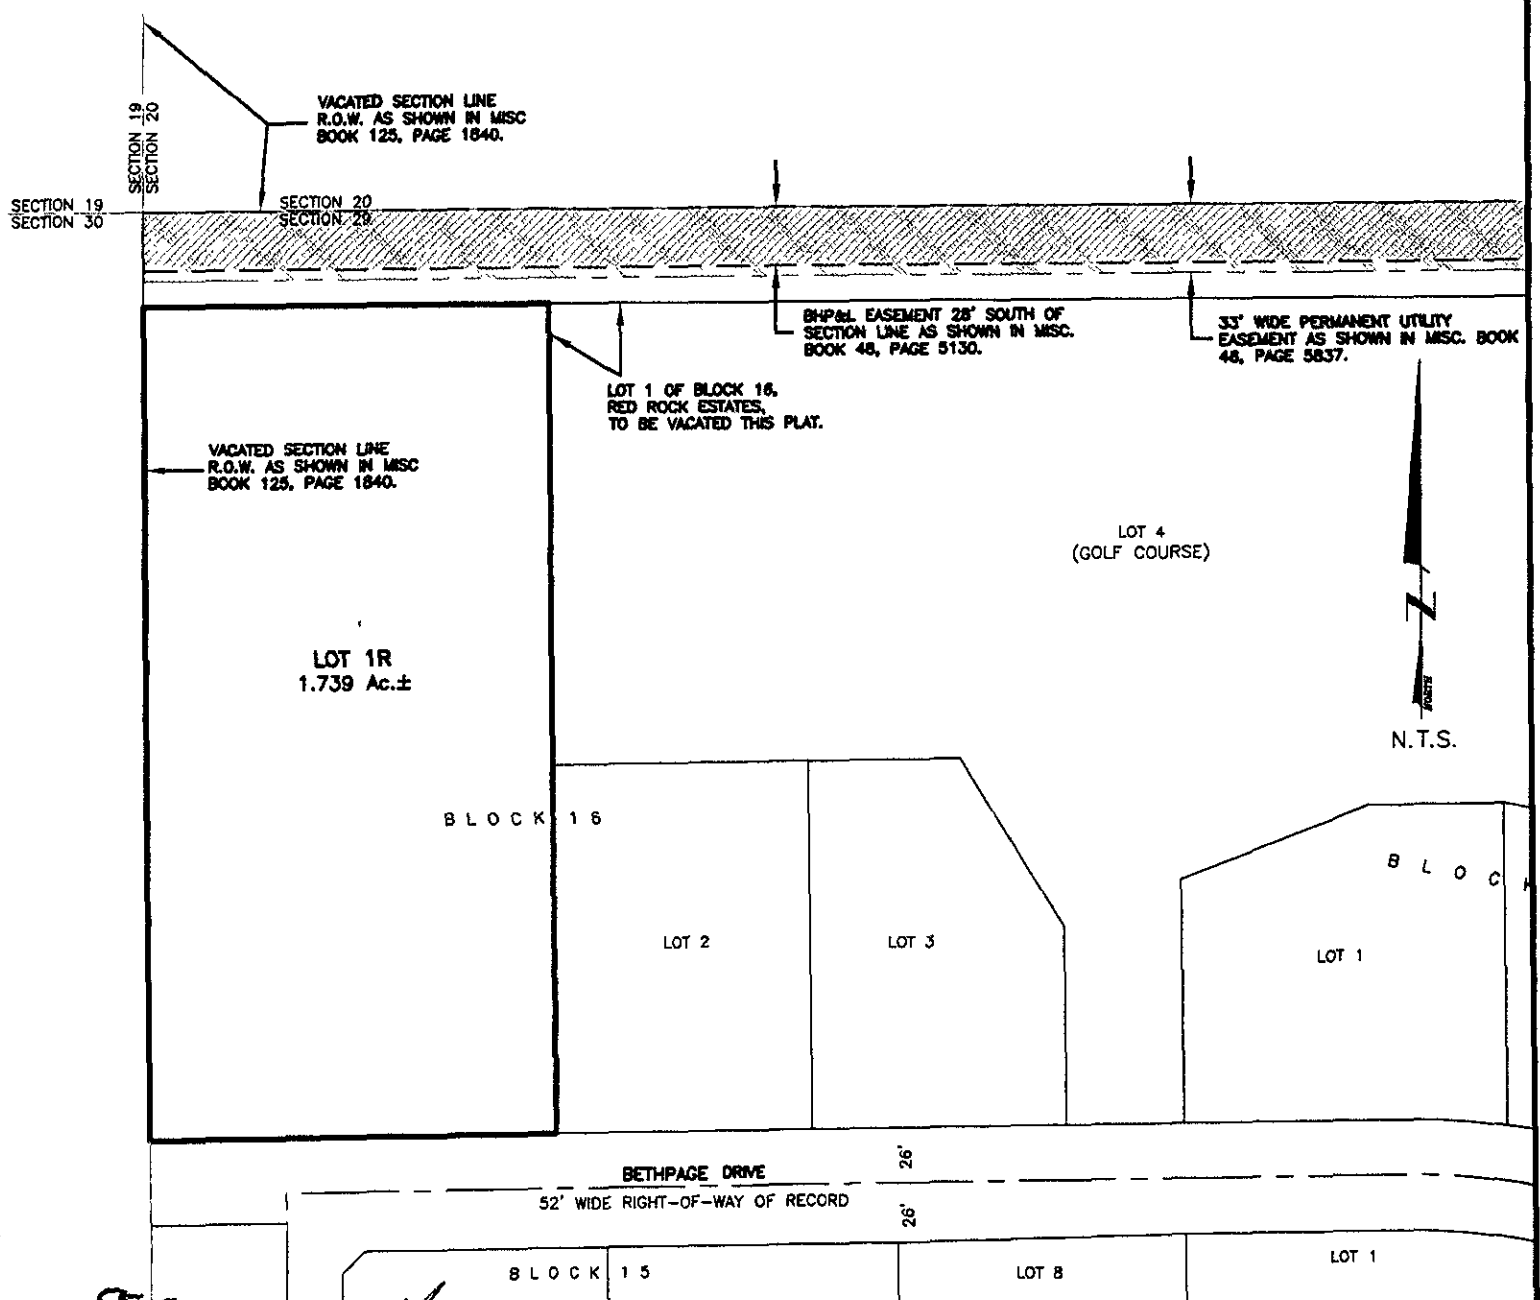 VACATED SECTION LINE
R.O.W. AS SHOWN IN MISC
BOOK 125, PAGE 1840.
SECTION 19
SECTION 20
SECTION 19
SECTION 30
SECTION 20
SECTION 29
BHP&L EASEMENT 28' SOUTH OF
SECTION LINE AS SHOWN IN MISC.
BOOK 48, PAGE 5130.
33' WIDE PERMANENT UTILITY
EASEMENT AS SHOWN IN MISC. BOOK
48, PAGE 5837.
LOT 1 OF BLOCK 16,
RED ROCK ESTATES,
TO BE VACATED THIS PLAT.
VACATED SECTION LINE
R.O.W. AS SHOWN IN MISC
BOOK 125, PAGE 1840.
LOT 4
(GOLF COURSE)
N
NORTH
N.T.S.
LOT 1R
1.739 Ac.±
BLOCK 16
BLOCK
LOT 2
LOT 3
LOT 1
26'
BETHPAGE DRIVE
52' WIDE RIGHT-OF-WAY OF RECORD
26'
BLOCK 15
LOT 8
LOT 1